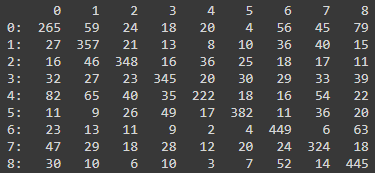 0 1 2 3 4 5 6 7 8
0: 265 59 24 18 20 4 56 45 79
1: 27 357 21 13 8 10 36 40 15
2: 16 46 348 16 36 25 18 17 11
3: 32 27 23 345 20 30 29 33 39
4: 82 65 40 35 222 18 16 54 22
5: 11 9 26 49 17 382 11 36 20
6: 23 13 11 9 2 4 449 6 63
7: 47 29 18 28 12 20 24 324 18
8: 30 10 6 10 3 7 52 14 445